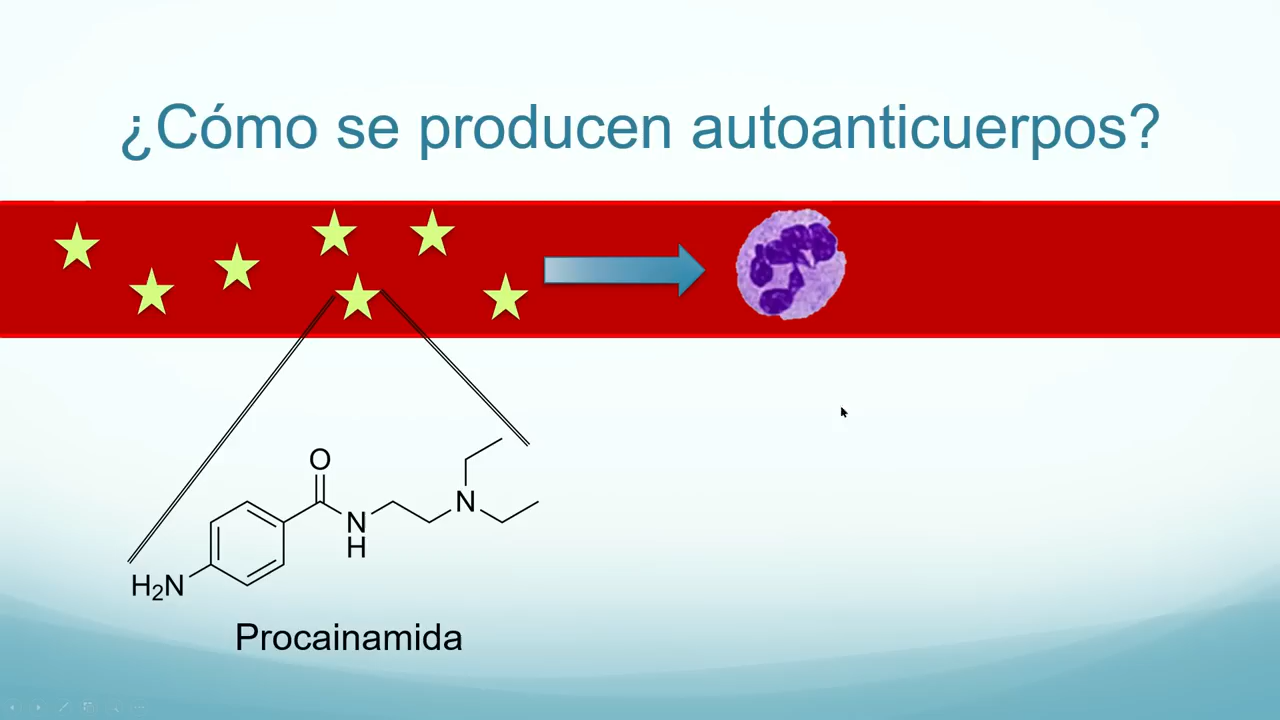 ¿Cómo se producen autoanticuerpos?
O
N
H
N
H₂N
Procainamida